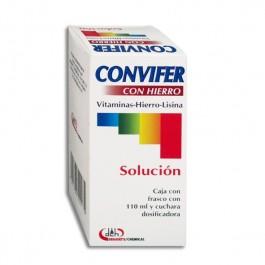 CONVIFER
CON HIERRO
Vitaminas-Hierro-Lisina
Solución
Caja con
frasco con
110 ml y cuchara
dosificadora